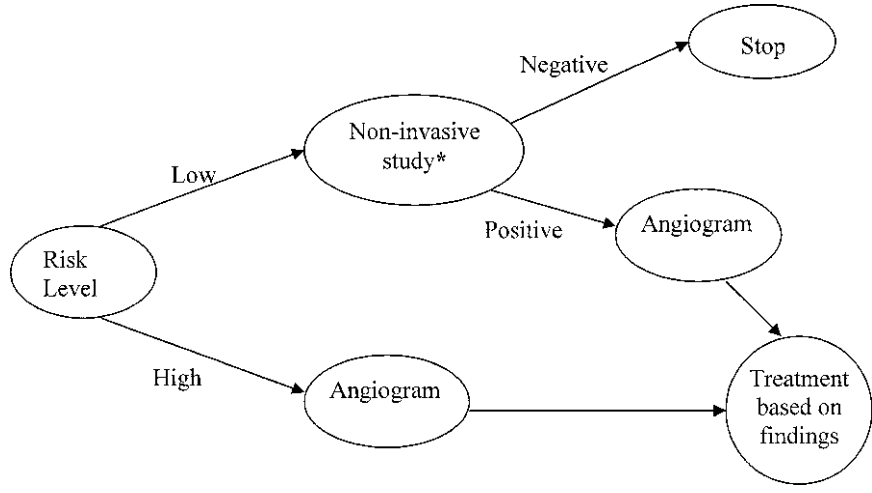 Stop
Negative
Non-invasive
study*
Low
Positive
Angiogram
Risk
Level
High
Angiogram
Treatment
based on
findings